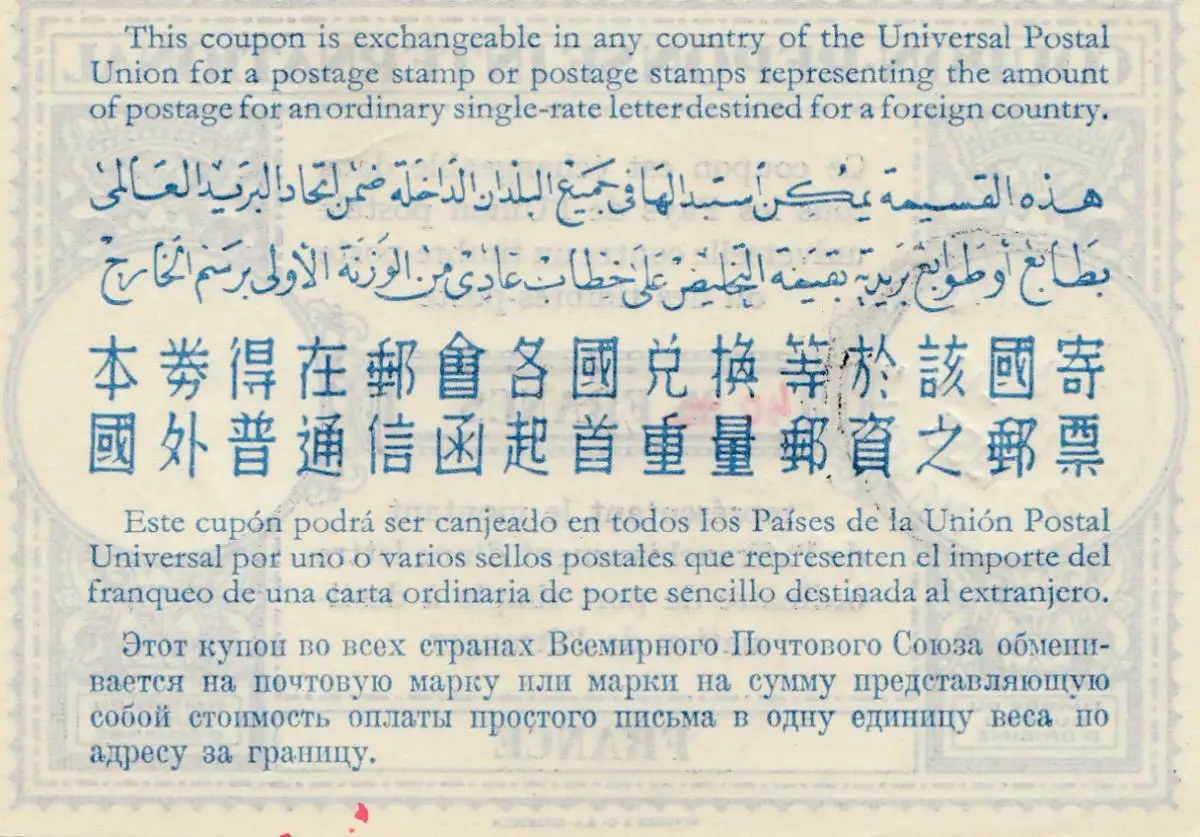 This coupon is exchangeable in any country of the Universal Postal
Union for a postage stamp or postage stamps representing the amount
of postage for an ordinary single-rate letter destined for a foreign country.
هذه القسيمة يمكن أستبدالها فى جميع البلدان الداخلة ضمن إتحاد البريد العالمى
بطابع أو طوابع بريدية بقيمة التخليص على خطاب عادى من الوزنة الأولى برسم الخارج
本券得在郵會各國兌換等於該國寄
國外普通信函起首重量郵資之郵票
Este cupón podrá ser canjeado en todos los Países de la Unión Postal
Universal por uno o varios sellos postales que representen el importe del
franqueo de una carta ordinaria de porte sencillo destinada al extranjero.
Этот купон во всех странах Всемирного Почтового Союза обмени-
вается на почтовую марку или марки на сумму представляющую
собой стоимость оплаты простого письма в одну единицу веса по
адресу за границу.